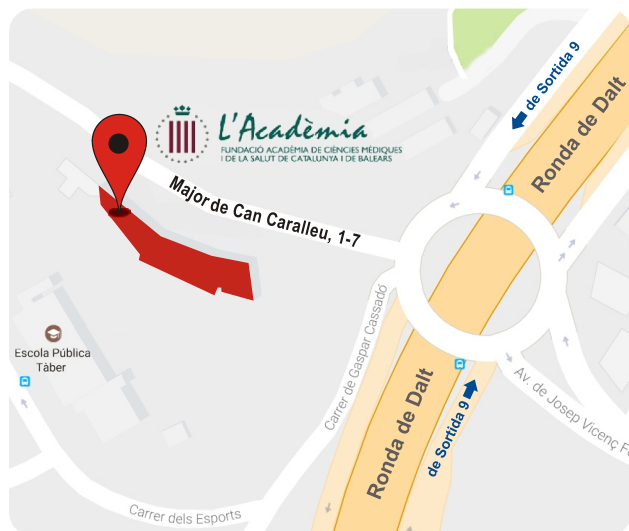 de Sortida 9
Ronda de Dalt
L'Acadèmia
FUNDACIÓ ACADÈMIA DE CIÈNCIES MÈDIQUES
I DE LA SALUT DE CATALUNYA I DE BALEARS
Major de Can Caralleu, 1-7
Carrer de Gaspar Cassadó
Escola Pública
Tàber
Av. de Josep Vicenç
Ronda de Dalt
de Sortida 9
Carrer dels Esports